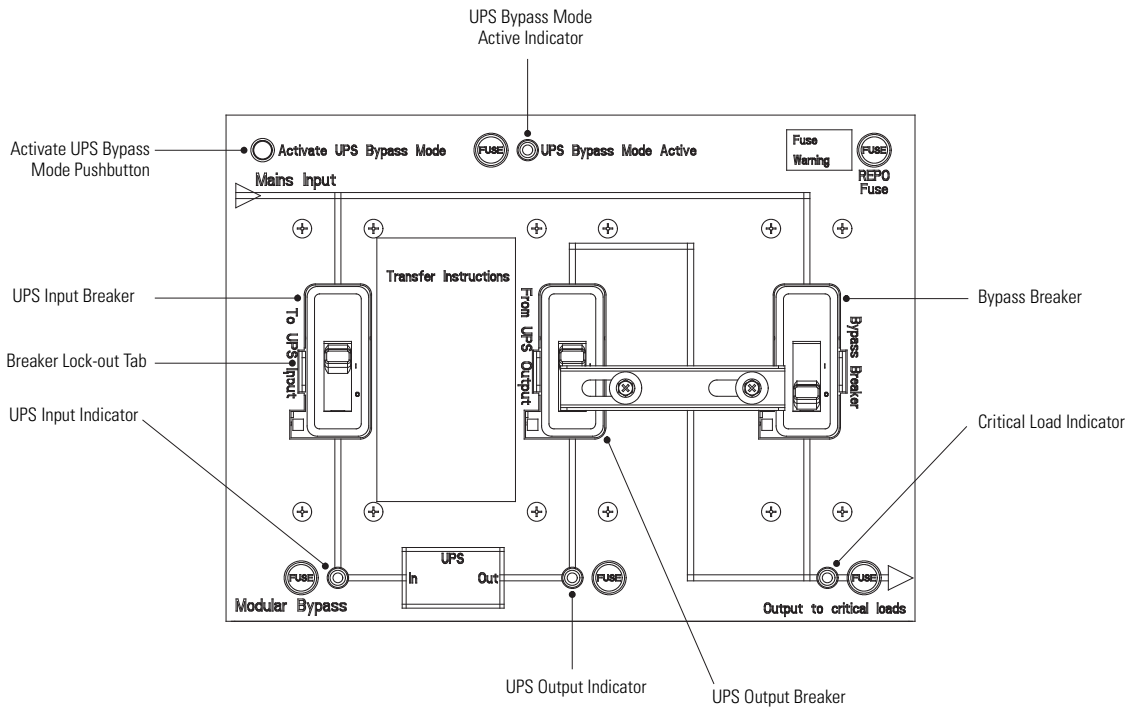 UPS Bypass Mode
Active Indicator
Activate UPS Bypass
Mode Pushbutton
Activate UPS Bypass Mode
FUSE
UPS Bypass Mode Active
Fuse
Warning
FUSE
REPO
Fuse
Mains Input
Transfer Instructions
UPS Input Breaker
To UPS Input
I
O
From UPS Output
Bypass Breaker
I
O
Bypass Breaker
Breaker Lock-out Tab
UPS Input Indicator
Critical Load Indicator
FUSE
UPS
In
Out
FUSE
FUSE
Modular Bypass
Output to critical loads
UPS Output Indicator
UPS Output Breaker